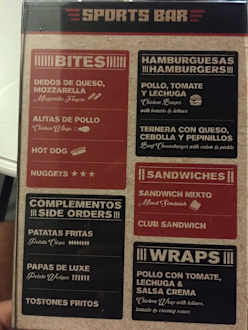 SPORTS BAR
BITES
DEDOS DE QUESO,
MOZZARELLA
Mozzarella Fingers
ALITAS DE POLLO
Chicken Wings
HOT DOG
NUGGETS
COMPLEMENTOS
SIDE ORDERS
PATATAS FRITAS
Potato Chips
PAPAS DE LUXE
Potato Wedges
TOSTONES FRITOS
HAMBURGUESAS
HAMBURGERS
POLLO, TOMATE
Y LECHUGA
Chicken Burger
with tomato & lettuce
TERNERA CON QUESO,
CEBOLLA Y PEPINILLOS
Beef Cheeseburger with onion & pickle
SANDWICHES
SANDWICH MIXTO
Mixed Sandwich
CLUB SANDWICH
WRAPS
POLLO CON TOMATE,
LECHUGA &
SALSA CREMA
Chicken Wrap with lettuce,
tomato & creamy sauce